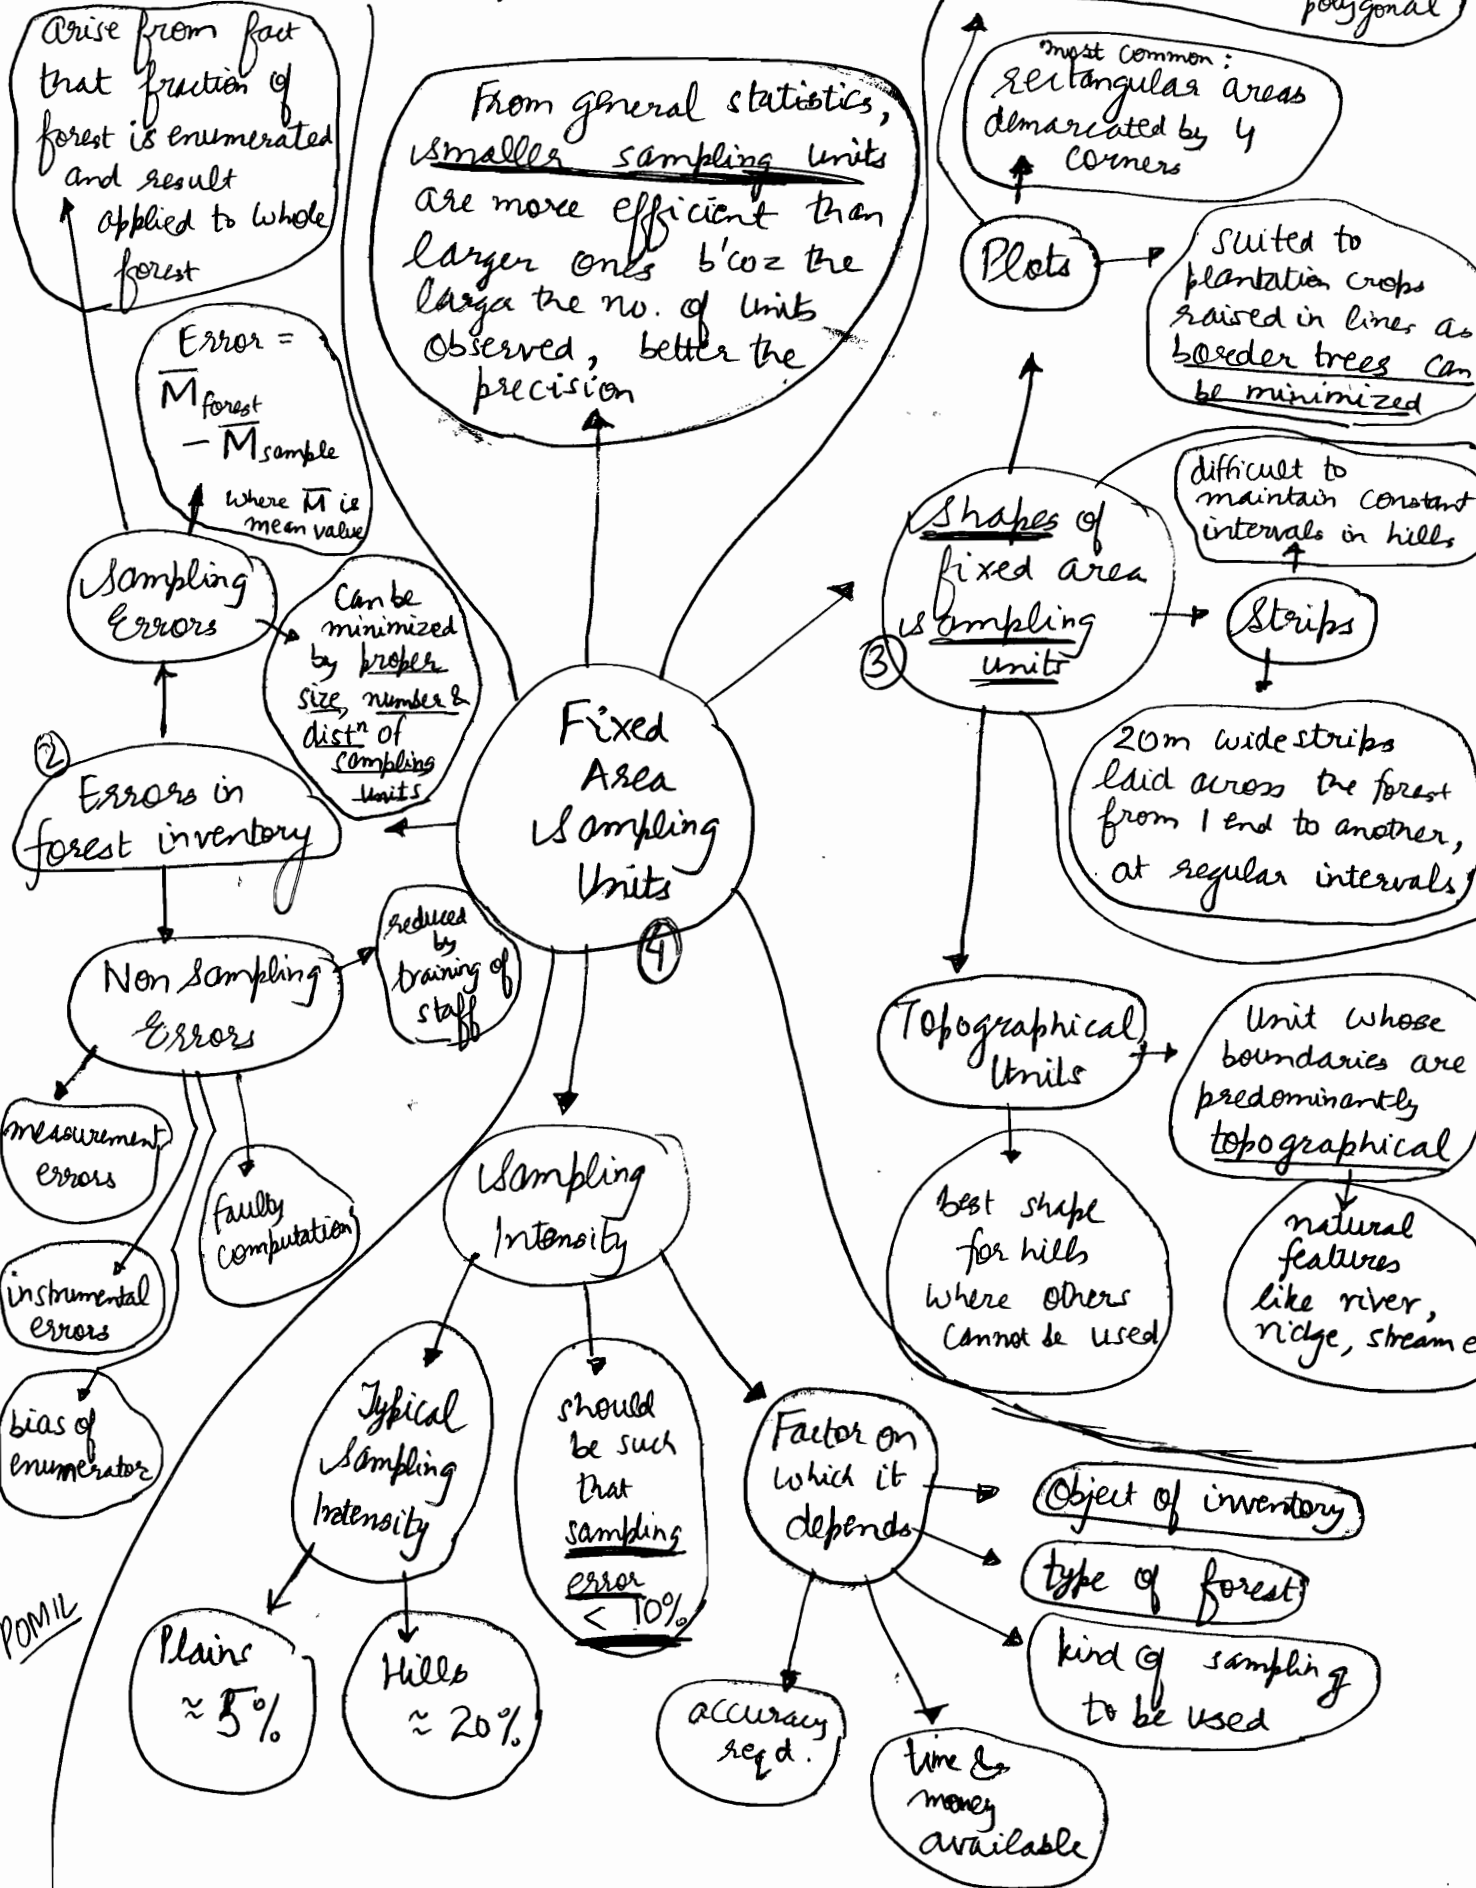 arise from fact
that fraction of
forest is enumerated
and result
applied to whole
forest
Error =
M̅ forest
- M̅ sample
where M̅ is
mean value
Sampling
Errors
Can be
minimized
by proper
size, number &
distⁿ of
sampling
units
2
Errors in
forest inventory
Non Sampling
Errors
reduced
by
training of
staff
measurement
errors
instrumental
errors
bias of
enumerator
faulty
computation
From general statistics,
smaller sampling units
are more efficient than
larger ones b'coz the
larga the no. of units
observed, better the
precision
Fixed
Area
Sampling
Units
4
polygonal
most common:
rectangular areas
demarcated by 4
corners
Plots
suited to
plantation crops
raised in lines as
boreder trees can
be minimized
Shapes of
fixed area
sampling
units
3
difficult to
maintain constant
intervals in hills
Strips
20m wide strips
laid across the forest
from 1 end to another,
at regular intervals
Topographical
Units
Unit whose
boundaries are
predominantly
topographical
natural
features
like river,
ridge, stream e
best shape
for hills
where others
cannot be used
Sampling
Intensity
Typical
Sampling
Intensity
Plains
≈ 5%
Hills
≈ 20%
should
be such
that
sampling
error
< 10%
Factor on
which it
depends
Object of inventory
type of forest
kind of sampling
to be used
accuracy
reqd.
time &
money
available